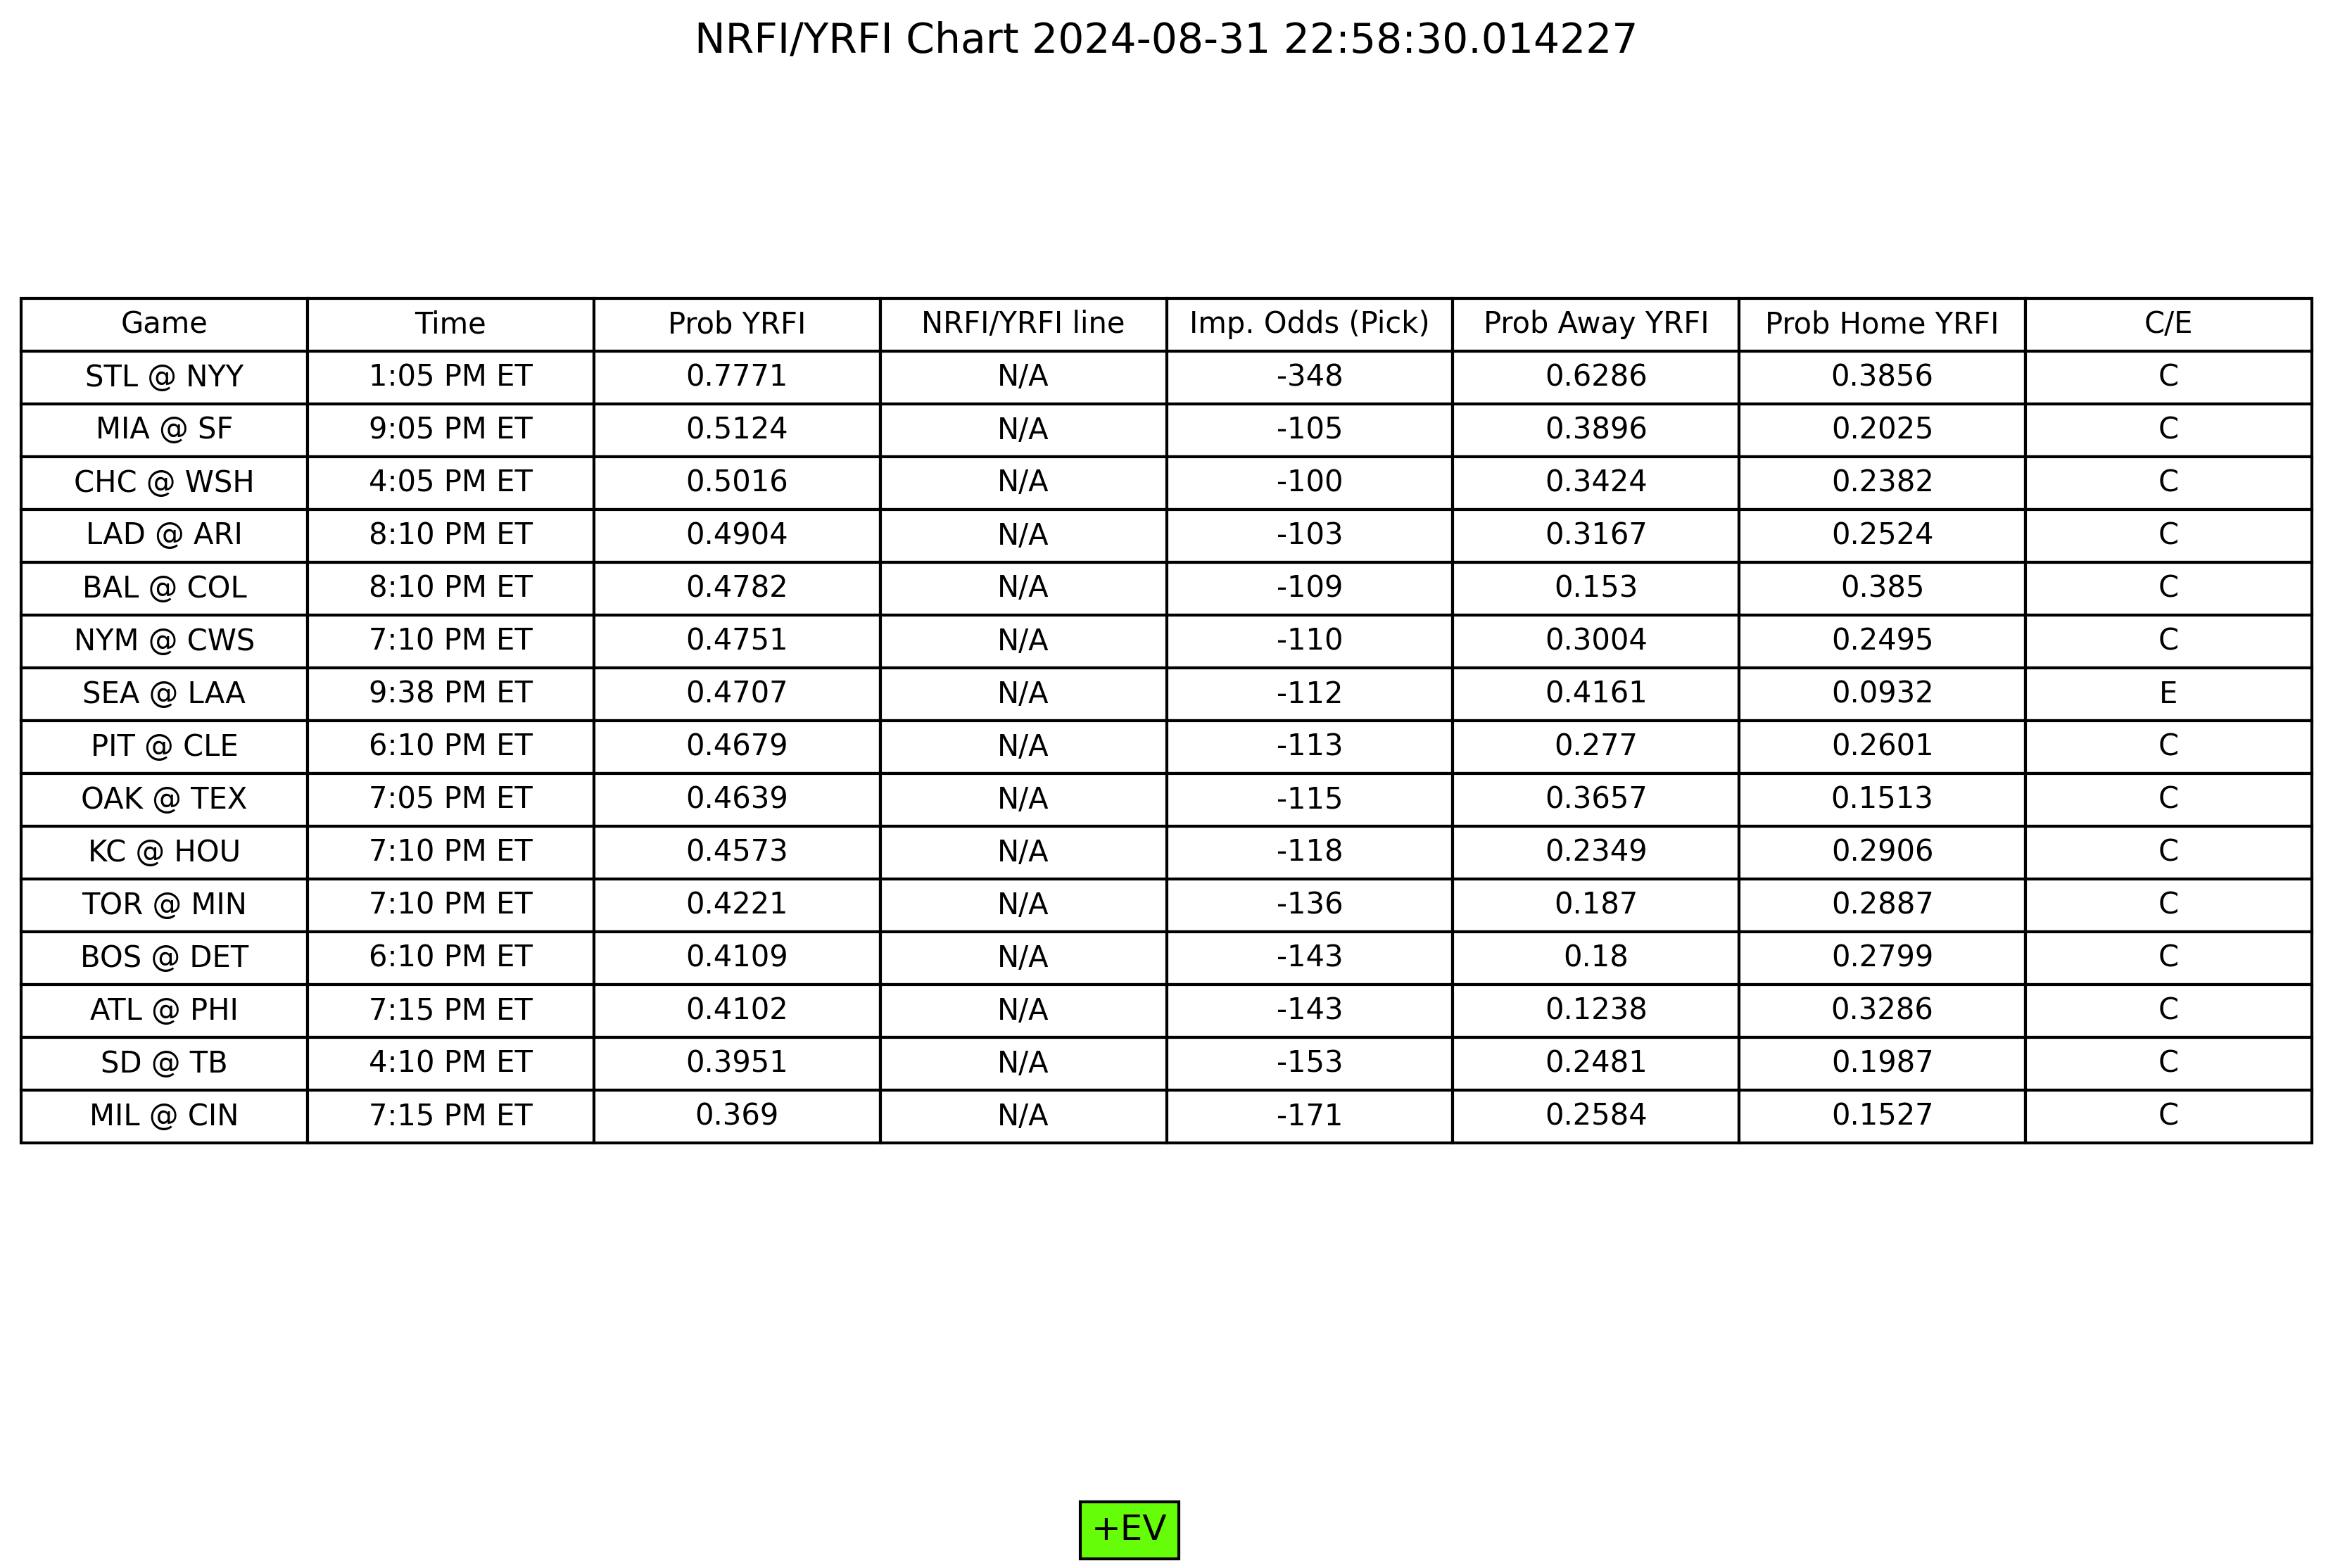 NRFI/YRFI Chart 2024-08-31 22:58:30.014227
Game Time Prob YRFI NRFI/YRFI line Imp. Odds (Pick) Prob Away YRFI Prob Home YRFI C/E
STL @ NYY 1:05 PM ET 0.7771 N/A -348 0.6286 0.3856 C
MIA @ SF 9:05 PM ET 0.5124 N/A -105 0.3896 0.2025 C
CHC @ WSH 4:05 PM ET 0.5016 N/A -100 0.3424 0.2382 C
LAD @ ARI 8:10 PM ET 0.4904 N/A -103 0.3167 0.2524 C
BAL @ COL 8:10 PM ET 0.4782 N/A -109 0.153 0.385 C
NYM @ CWS 7:10 PM ET 0.4751 N/A -110 0.3004 0.2495 C
SEA @ LAA 9:38 PM ET 0.4707 N/A -112 0.4161 0.0932 E
PIT @ CLE 6:10 PM ET 0.4679 N/A -113 0.277 0.2601 C
OAK @ TEX 7:05 PM ET 0.4639 N/A -115 0.3657 0.1513 C
KC @ HOU 7:10 PM ET 0.4573 N/A -118 0.2349 0.2906 C
TOR @ MIN 7:10 PM ET 0.4221 N/A -136 0.187 0.2887 C
BOS @ DET 6:10 PM ET 0.4109 N/A -143 0.18 0.2799 C
ATL @ PHI 7:15 PM ET 0.4102 N/A -143 0.1238 0.3286 C
SD @ TB 4:10 PM ET 0.3951 N/A -153 0.2481 0.1987 C
MIL @ CIN 7:15 PM ET 0.369 N/A -171 0.2584 0.1527 C
+EV